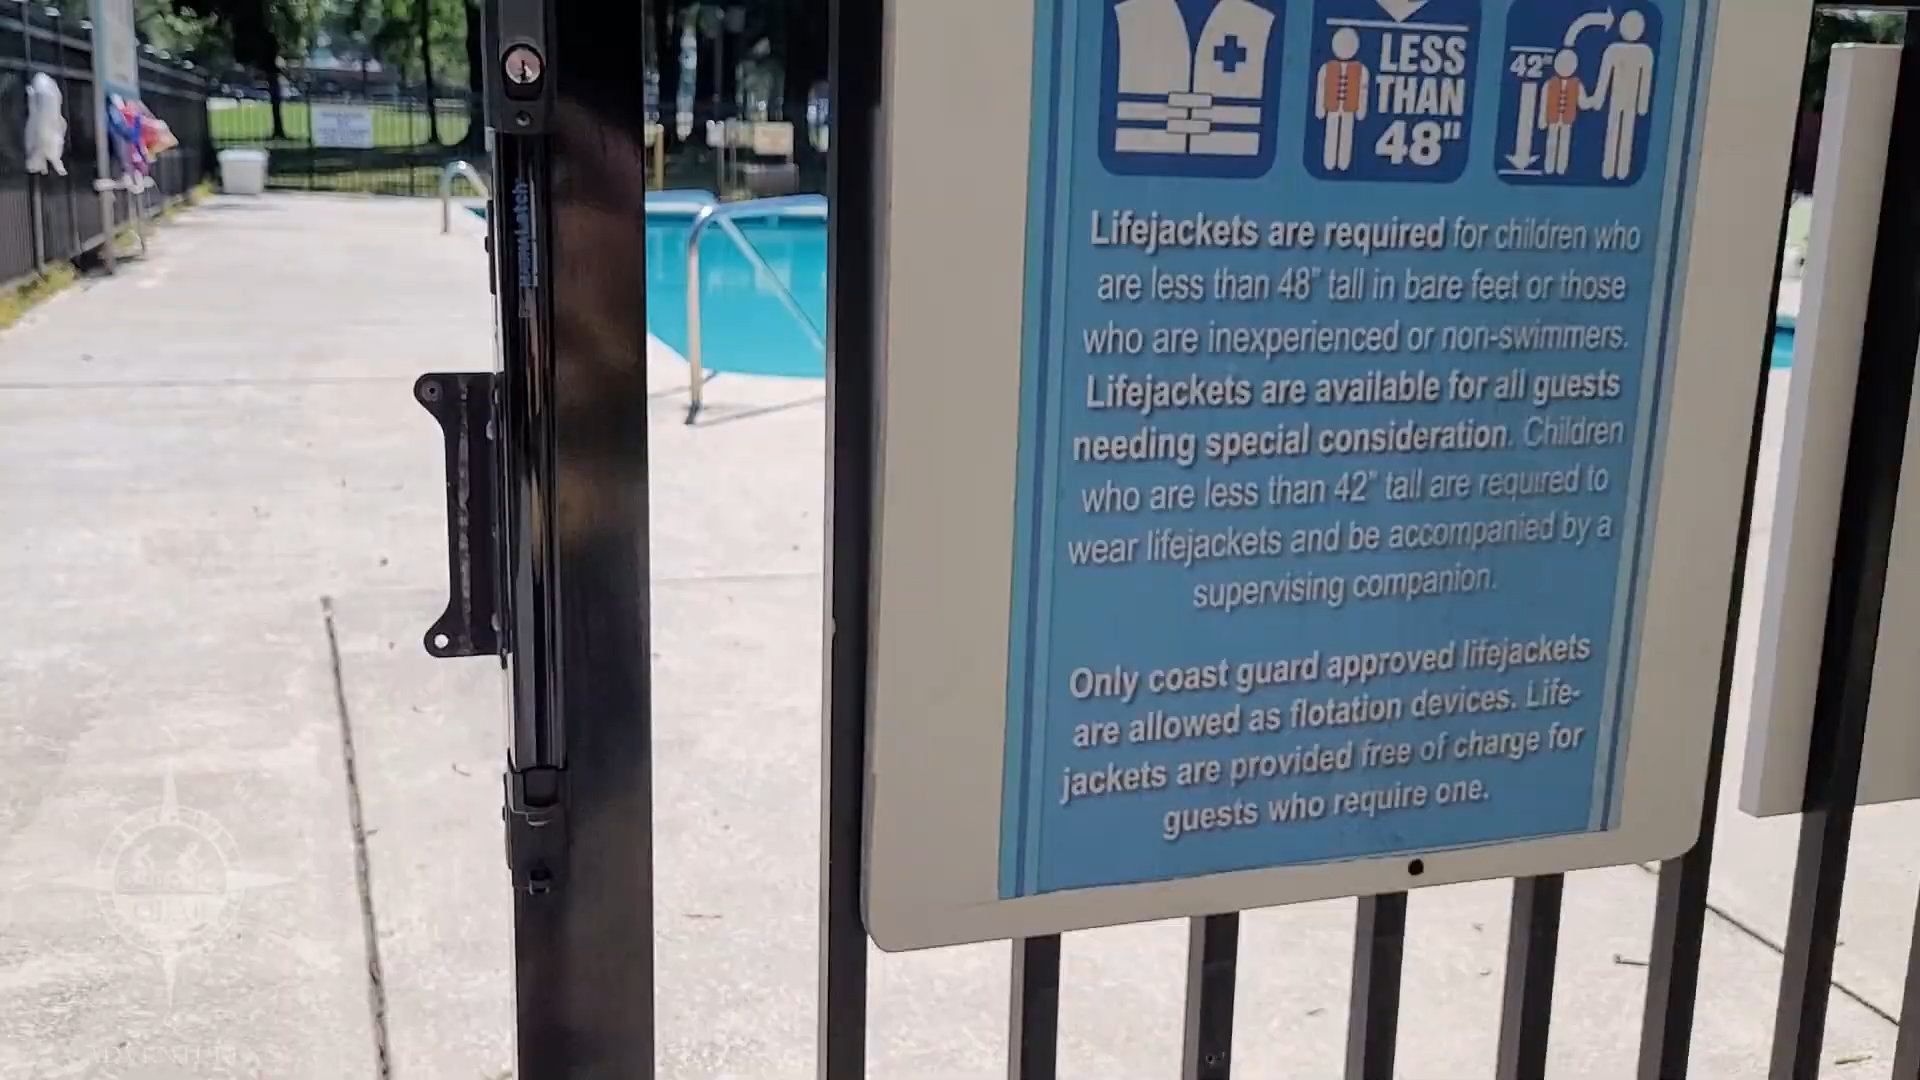 LESS
THAN
48"
42"
MAGNALatch
Lifejackets are required for children who
are less than 48" tall in bare feet or those
who are inexperienced or non-swimmers.
Lifejackets are available for all guests
needing special consideration. Children
who are less than 42" tall are required to
wear lifejackets and be accompanied by a
supervising companion.
Only coast guard approved lifejackets
are allowed as flotation devices. Life-
jackets are provided free of charge for
guests who require one.